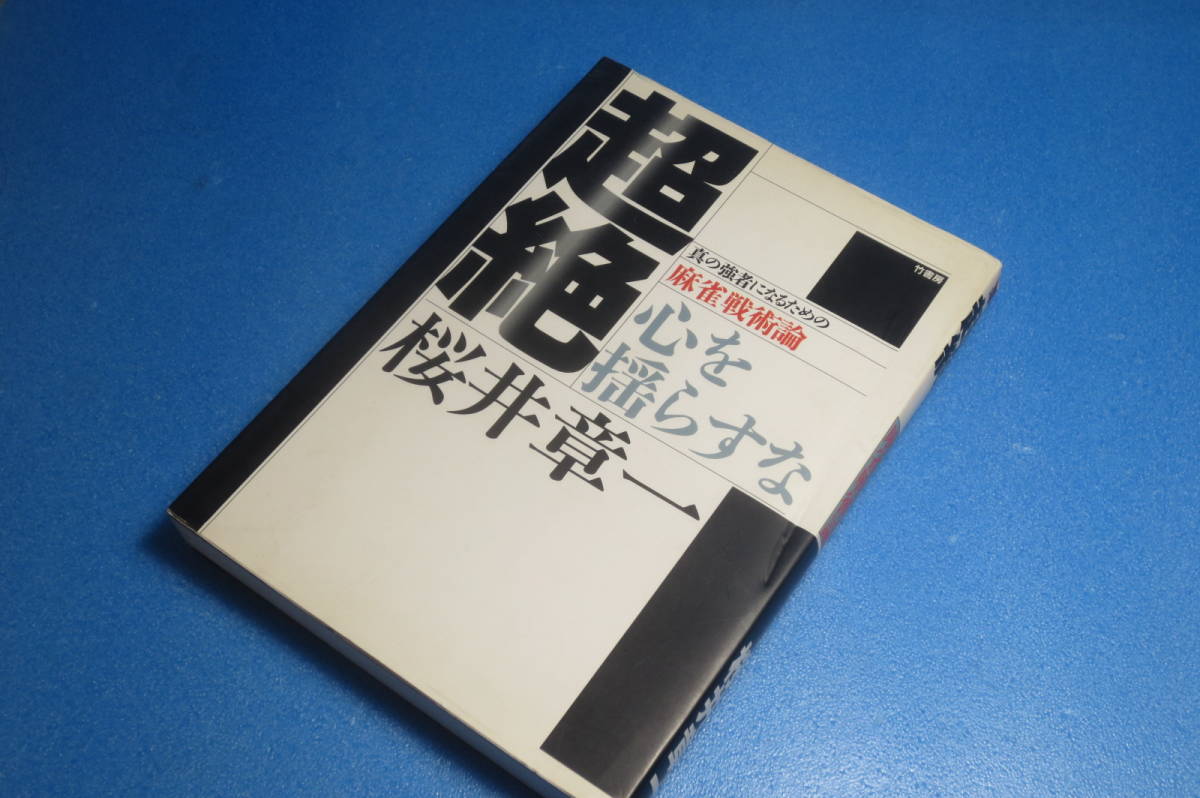 超絶
真の強者になるための
麻雀戦術論
心を
揺らすな
桜井章一
竹書房